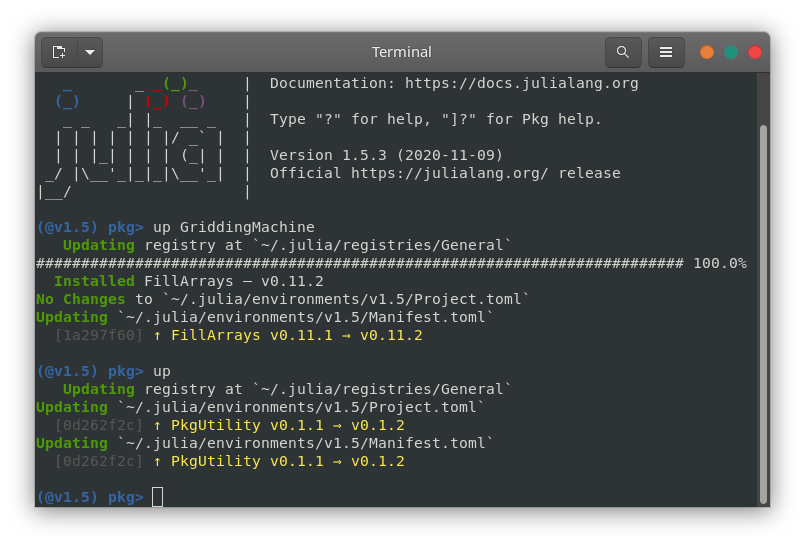 Terminal
   _       _ _(_)_     |  Documentation: https://docs.julialang.org
  (_)     | (_) (_)    |
   _ _   _| |_  __ _   |  Type "?" for help, "]?" for Pkg help.
  | | | | | | |/ _` |  |
  | | |_| | | | (_| |  |  Version 1.5.3 (2020-11-09)
 _/ |\__'_|_|_|\__'_|  |  Official https://julialang.org/ release
|__/                   |
(@v1.5) pkg> up GriddingMachine
   Updating registry at `~/.julia/registries/General`
######################################################################## 100.0%
  Installed FillArrays ─ v0.11.2
No Changes to `~/.julia/environments/v1.5/Project.toml`
Updating `~/.julia/environments/v1.5/Manifest.toml`
  [1a297f60] ↑ FillArrays v0.11.1 ⇒ v0.11.2
(@v1.5) pkg> up
   Updating registry at `~/.julia/registries/General`
Updating `~/.julia/environments/v1.5/Project.toml`
  [0d262f2c] ↑ PkgUtility v0.1.1 ⇒ v0.1.2
Updating `~/.julia/environments/v1.5/Manifest.toml`
  [0d262f2c] ↑ PkgUtility v0.1.1 ⇒ v0.1.2
(@v1.5) pkg>